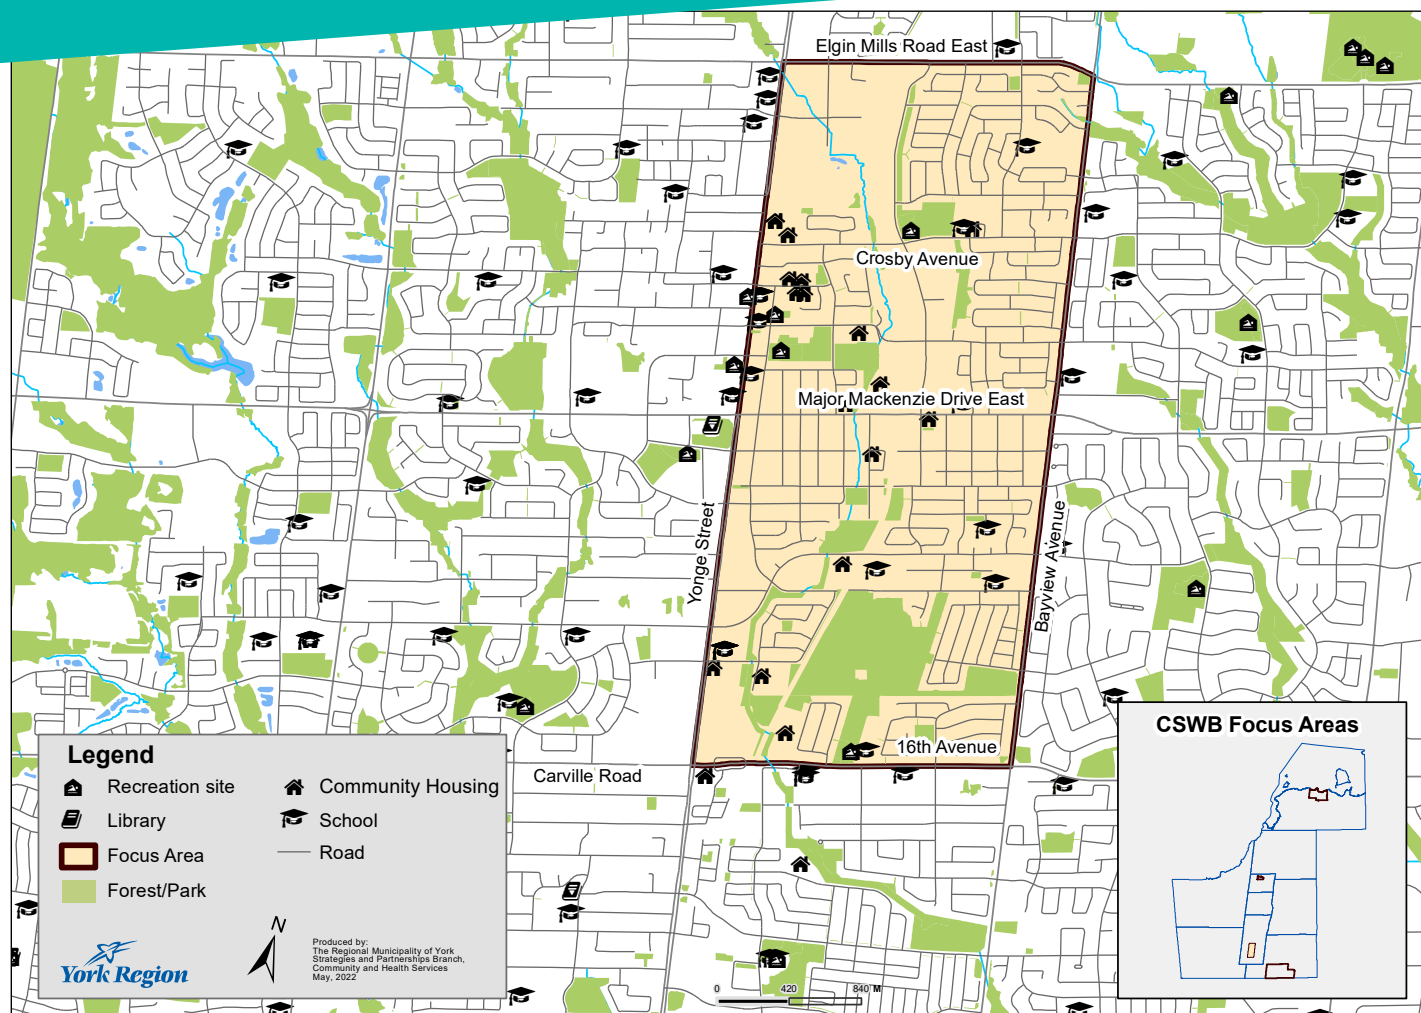 Elgin Mills Road East
Crosby Avenue
Major Mackenzie Drive East
Yonge Street
Bayview Avenue
16th Avenue
Carville Road
Legend
Recreation site
Library
Focus Area
Forest/Park
Community Housing
School
Road
York Region
N
Produced by:
The Regional Municipality of York
Strategies and Partnerships Branch,
Community and Health Services
May, 2022
0 420 840 M
CSWB Focus Areas